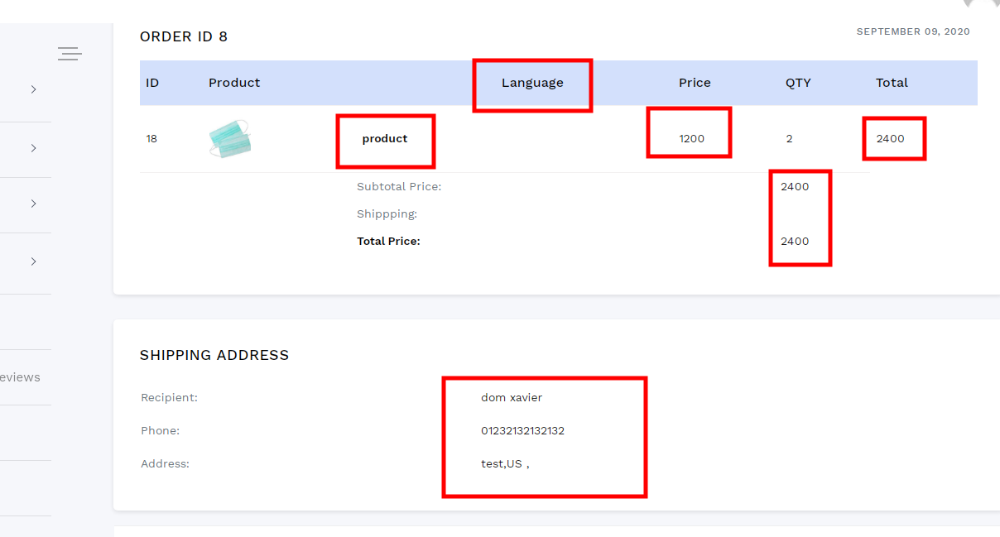 ORDER ID 8
SEPTEMBER 09, 2020
ID Product Language Price QTY Total
18 product 1200 2 2400
Subtotal Price: 2400
Shippping:
Total Price: 2400
SHIPPING ADDRESS
eviews
Recipient: dom xavier
Phone: 01232132132132
Address: test,US ,